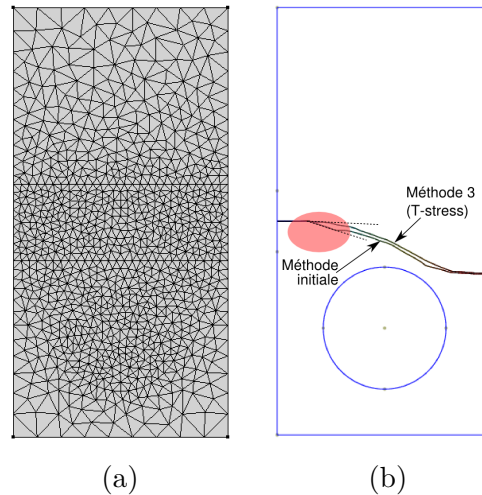 Méthode 3
(T-stress)
Méthode
initiale
(a)
(b)